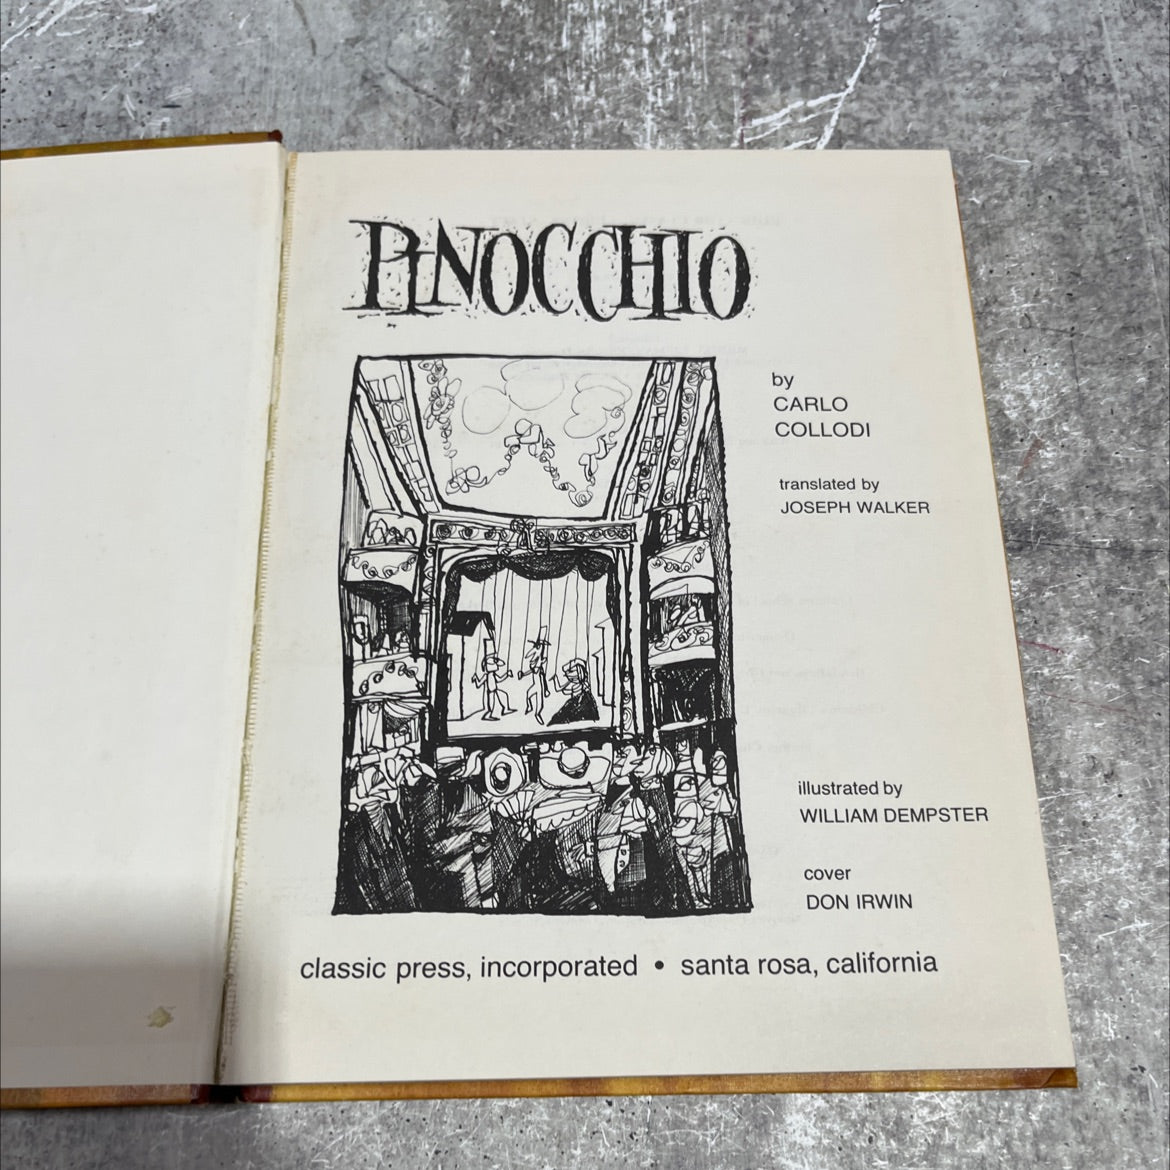 PINOCCHIO
by
CARLO
COLLODI
translated by
JOSEPH WALKER
illustrated by
WILLIAM DEMPSTER
cover
DON IRWIN
classic press, incorporated • santa rosa, california